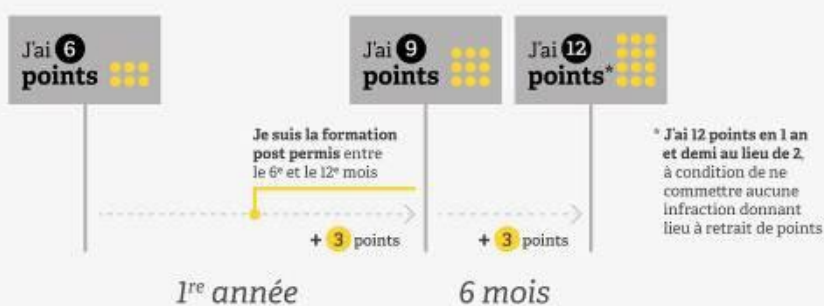 J'ai 6
points
J'ai 9
points
J'ai 12
points*
Je suis la formation
post permis entre
le 6e et le 12e mois
* J'ai 12 points en 1 an
et demi au lieu de 2,
à condition de ne
commettre aucune
infraction donnant
lieu à retrait de points
+ 3 points
+ 3 points
1re année
6 mois